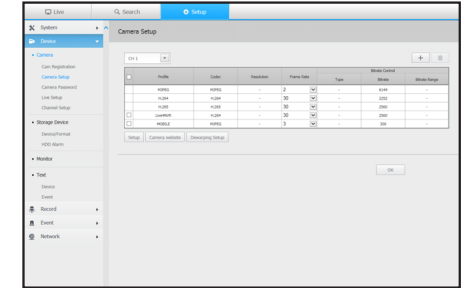 Live
Search
Setup
System
Device
Camera
Cam Registration
Camera Setup
Camera Password
Live Setup
Channel Setup
Storage Device
Device/Format
HDD Alarm
Monitor
Text
Device
Event
Record
Event
Network
Camera Setup
CH 1
Profile Codec Resolution Frame Rate Bitrate Control
Type Bitrate Bitrate Range
MJPEG MJPEG - 2 - 6144 -
H.264 H.264 - 30 - -
H.265 H.265 - 30 - -
Live4NVR H.264 - 30 - -
MOBILE MJPEG - 3 - -
Setup Camera website Dewarping Setup
OK